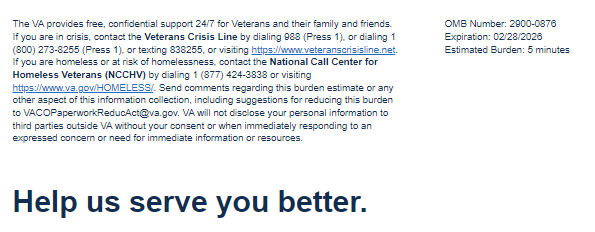 The VA provides free, confidential support 24/7 for Veterans and their family and friends.
If you are in crisis, contact the Veterans Crisis Line by dialing 988 (Press 1), or dialing 1
(800) 273-8255 (Press 1), or texting 838255, or visiting https://www.veteranscrisisline.net.
If you are homeless or at risk of homelessness, contact the National Call Center for
Homeless Veterans (NCCHV) by dialing 1 (877) 424-3838 or visiting
https://www.va.gov/HOMELESS/. Send comments regarding this burden estimate or any
other aspect of this information collection, including suggestions for reducing this burden
to VACOPaperworkReducAct@va.gov. VA will not disclose your personal information to
third parties outside VA without your consent or when immediately responding to an
expressed concern or need for immediate information or resources.
OMB Number: 2900-0876
Expiration: 02/28/2026
Estimated Burden: 5 minutes
Help us serve you better.